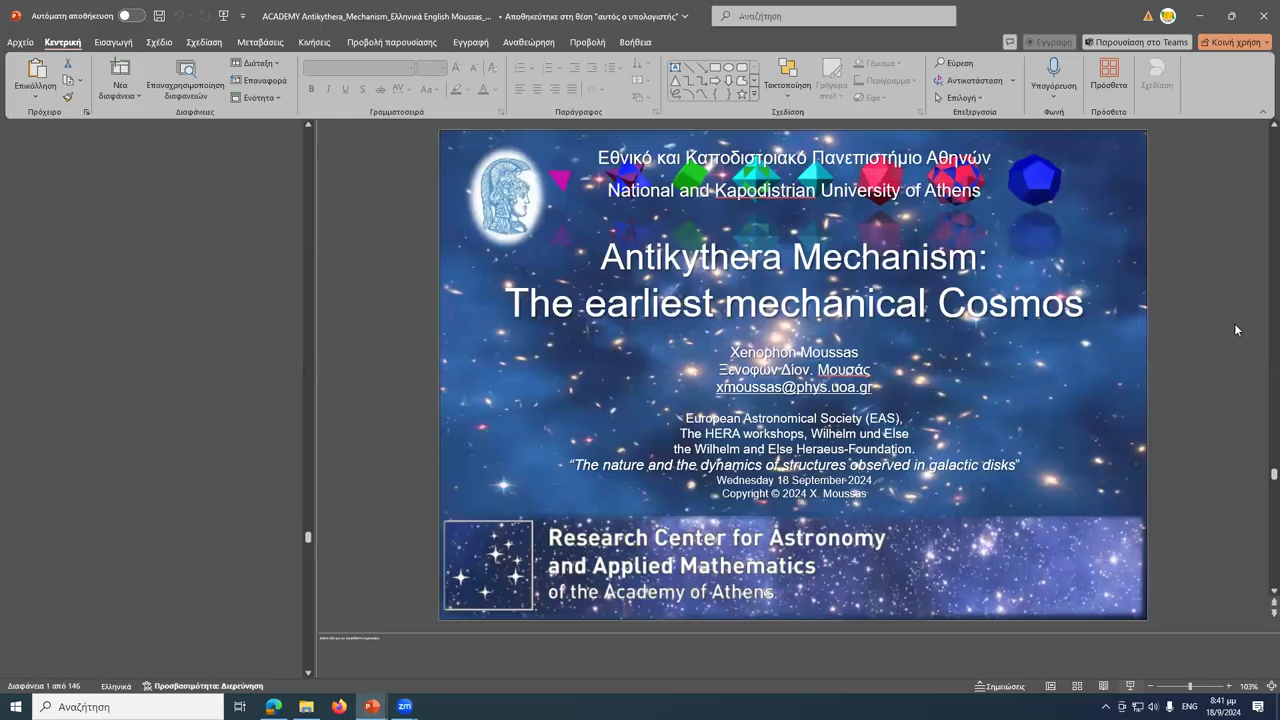 Αυτόματη αποθήκευση
ACADEMY Antikythera_Mechanism_Ελληνικά English Moussas_... • Αποθηκεύτηκε στη θέση "αυτός ο υπολογιστής"
Αναζήτηση
Αρχείο Κεντρική Εισαγωγή Σχέδιο Σχεδίαση Μεταβάσεις Κινήσεις Προβολή παρουσίασης Εγγραφή Αναθεώρηση Προβολή Βοήθεια
Εγγραφή Παρουσίαση στο Teams Κοινή χρήση
Επικόλληση
Νέα διαφάνεια
Επαναχρησιμοποίηση διαφανειών
Διάταξη
Επαναφορά
Ενότητα
Τακτοποίηση
Γρήγορα στυλ
Γέμισμα
Περίγραμμα
Εφέ
Εύρεση
Αντικατάσταση
Επιλογή
Υπαγόρευση
Πρόσθετα
Σχεδίαση
Πρόχειρο Διαφάνειες Γραμματοσειρά Παράγραφος Σχεδίαση Επεξεργασία Φωνή Πρόσθετα
Εθνικό και Καποδιστριακό Πανεπιστήμιο Αθηνών
National and Kapodistrian University of Athens
Antikythera Mechanism:
The earliest mechanical Cosmos
Xenophon Moussas
Ξενοφών Διον. Μουσάς
xmoussas@phys.uoa.gr
European Astronomical Society (EAS),
The HERA workshops, Wilhelm und Else
the Wilhelm and Else Heraeus-Foundation.
“The nature and the dynamics of structures observed in galactic disks”
Wednesday 18 September 2024
Copyright © 2024 X. Moussas
Research Center for Astronomy
and Applied Mathematics
of the Academy of Athens
Διαφάνεια 1 από 146 Ελληνικά Προσβασιμότητα: Διερεύνηση
Σημειώσεις
103%
Αναζήτηση
ENG
8:41 μμ
18/9/2024